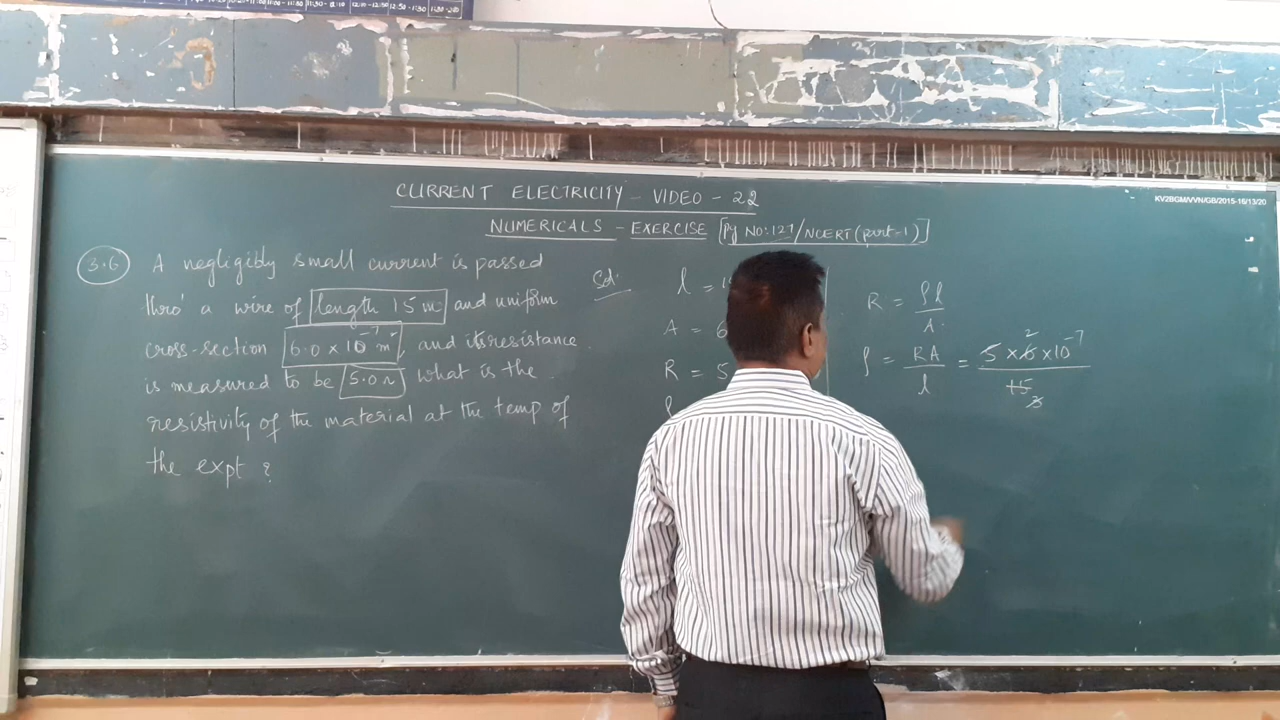 CURRENT ELECTRICITY - VIDEO - 22
KV2BGM/VVN/GB/2015-16/13/20
NUMERICALS - EXERCISE [Pg NO:127/NCERT(part-1)]
3.6 A negligibly small current is passed
thro' a wire of length 15 m and uniform
cross-section 6.0 x 10⁻⁷ m², and its resistance
is measured to be 5.0 Ω what is the
resistivity of the material at the temp of
the expt ?
Sol:
l = 1
A = 6
R = 5
R = ρl / A
ρ = RA / l = 5 x 6 2 x 10⁻⁷ / 15 3